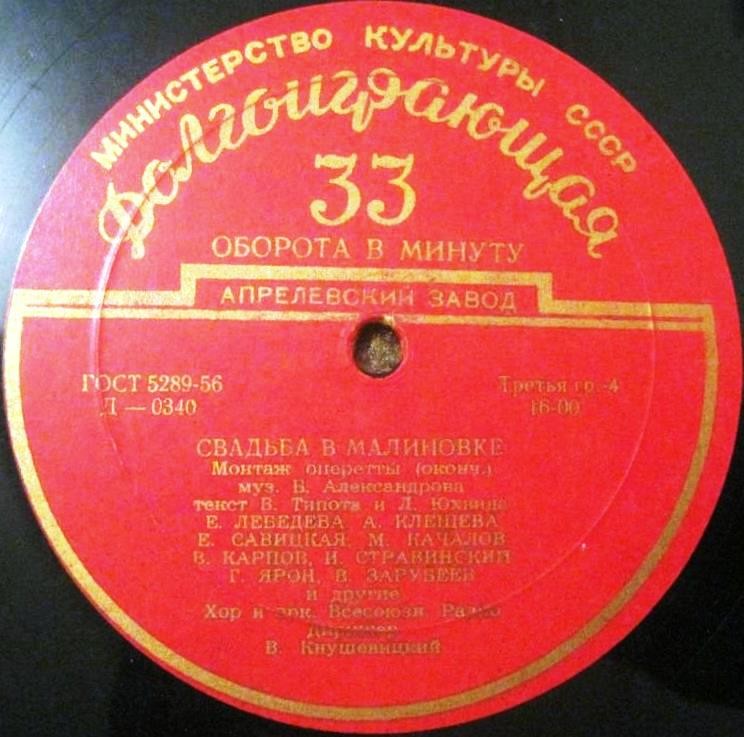 МИНИСТЕРСТВО КУЛЬТУРЫ СССР
Долгоиграющая
33
ОБОРОТА В МИНУТУ
АПРЕЛЕВСКИЙ ЗАВОД
ГОСТ 5289-56
Д — 0340
Третья гр.-4
16-00
СВАДЬБА В МАЛИНОВКЕ
Монтаж оперетты (оконч.)
муз. Б. Александрова
текст В. Типота и Л. Юхвида
Е. ЛЕБЕДЕВА, А. КЛЕЩЕВА
Е. САВИЦКАЯ, М. КАЧАЛОВ
В. КАРПОВ, И. СТРАВИНСКИЙ
Г. ЯРОН, В. ЗАРУБЕЕВ
и другие
Хор и орк. Всесоюзн. Радио
Дирижер
В. Кнушевицкий